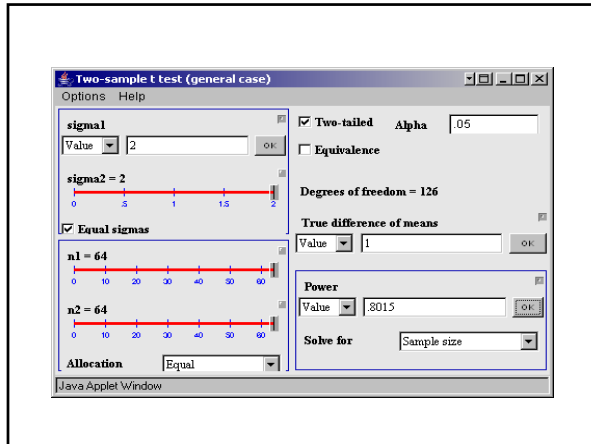 Two-sample t test (general case)
Options Help
sigma1
Value 2 OK
sigma2 = 2
0 .5 1 1.5 2
Equal sigmas
n1 = 64
0 10 20 30 40 50 60
n2 = 64
0 10 20 30 40 50 60
Allocation Equal
Two-tailed Alpha .05
Equivalence
Degrees of freedom = 126
True difference of means
Value 1 OK
Power
Value .8015 OK
Solve for Sample size
Java Applet Window